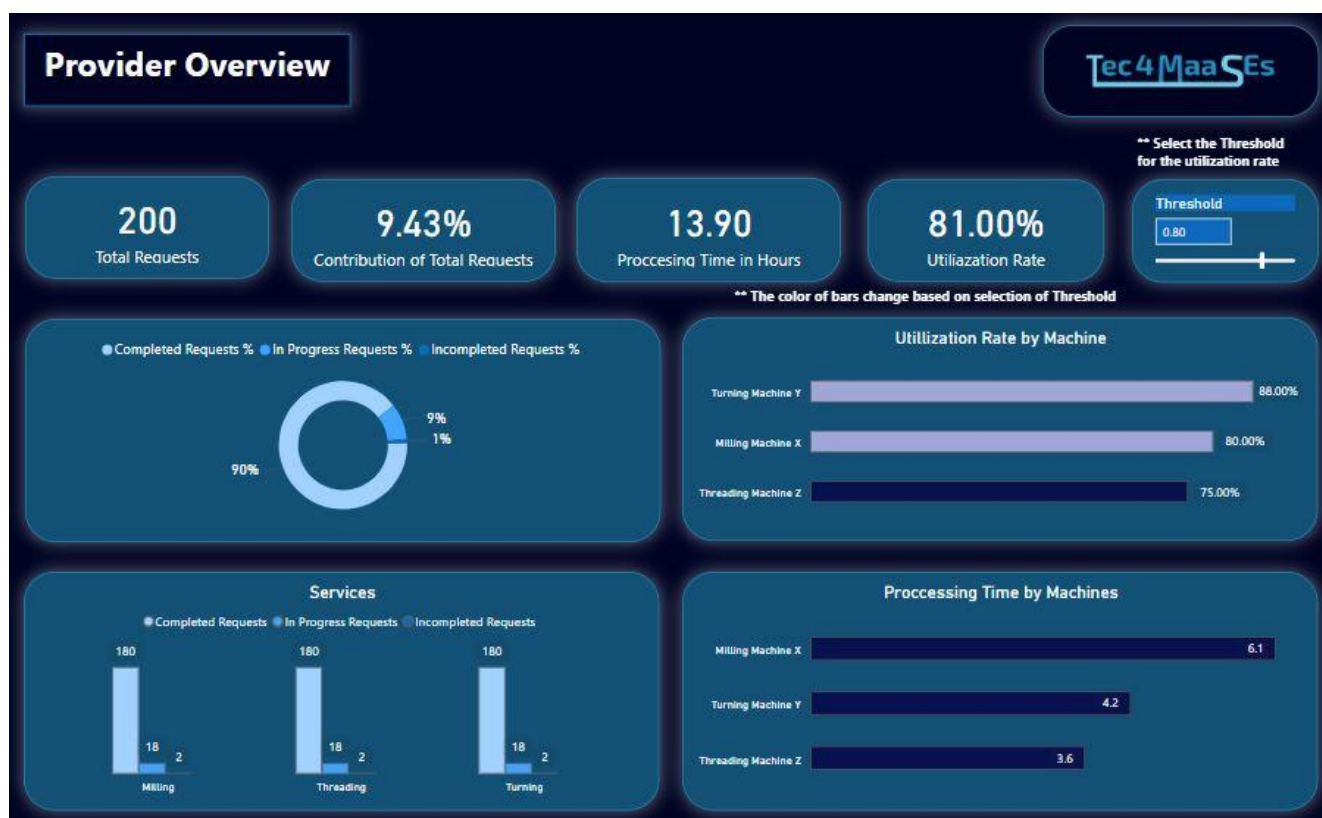 Provider Overview
Tec4MaaSEs
** Select the Threshold
for the utilization rate
200
Total Requests
9.43%
Contribution of Total Requests
13.90
Proccesing Time in Hours
81.00%
Utiliazation Rate
Threshold
0.80
** The color of bars change based on selection of Threshold
Completed Requests % In Progress Requests % Incompleted Requests %
9%
1%
90%
Utillization Rate by Machine
Turning Machine Y 88.00%
Milling Machine X 80.00%
Threading Machine Z 75.00%
Services
Completed Requests In Progress Requests Incompleted Requests
180 180 180
18 2 18 2 18 2
Milling Threading Turning
Proccessing Time by Machines
Milling Machine X 6.1
Turning Machine Y 4.2
Threading Machine Z 3.6